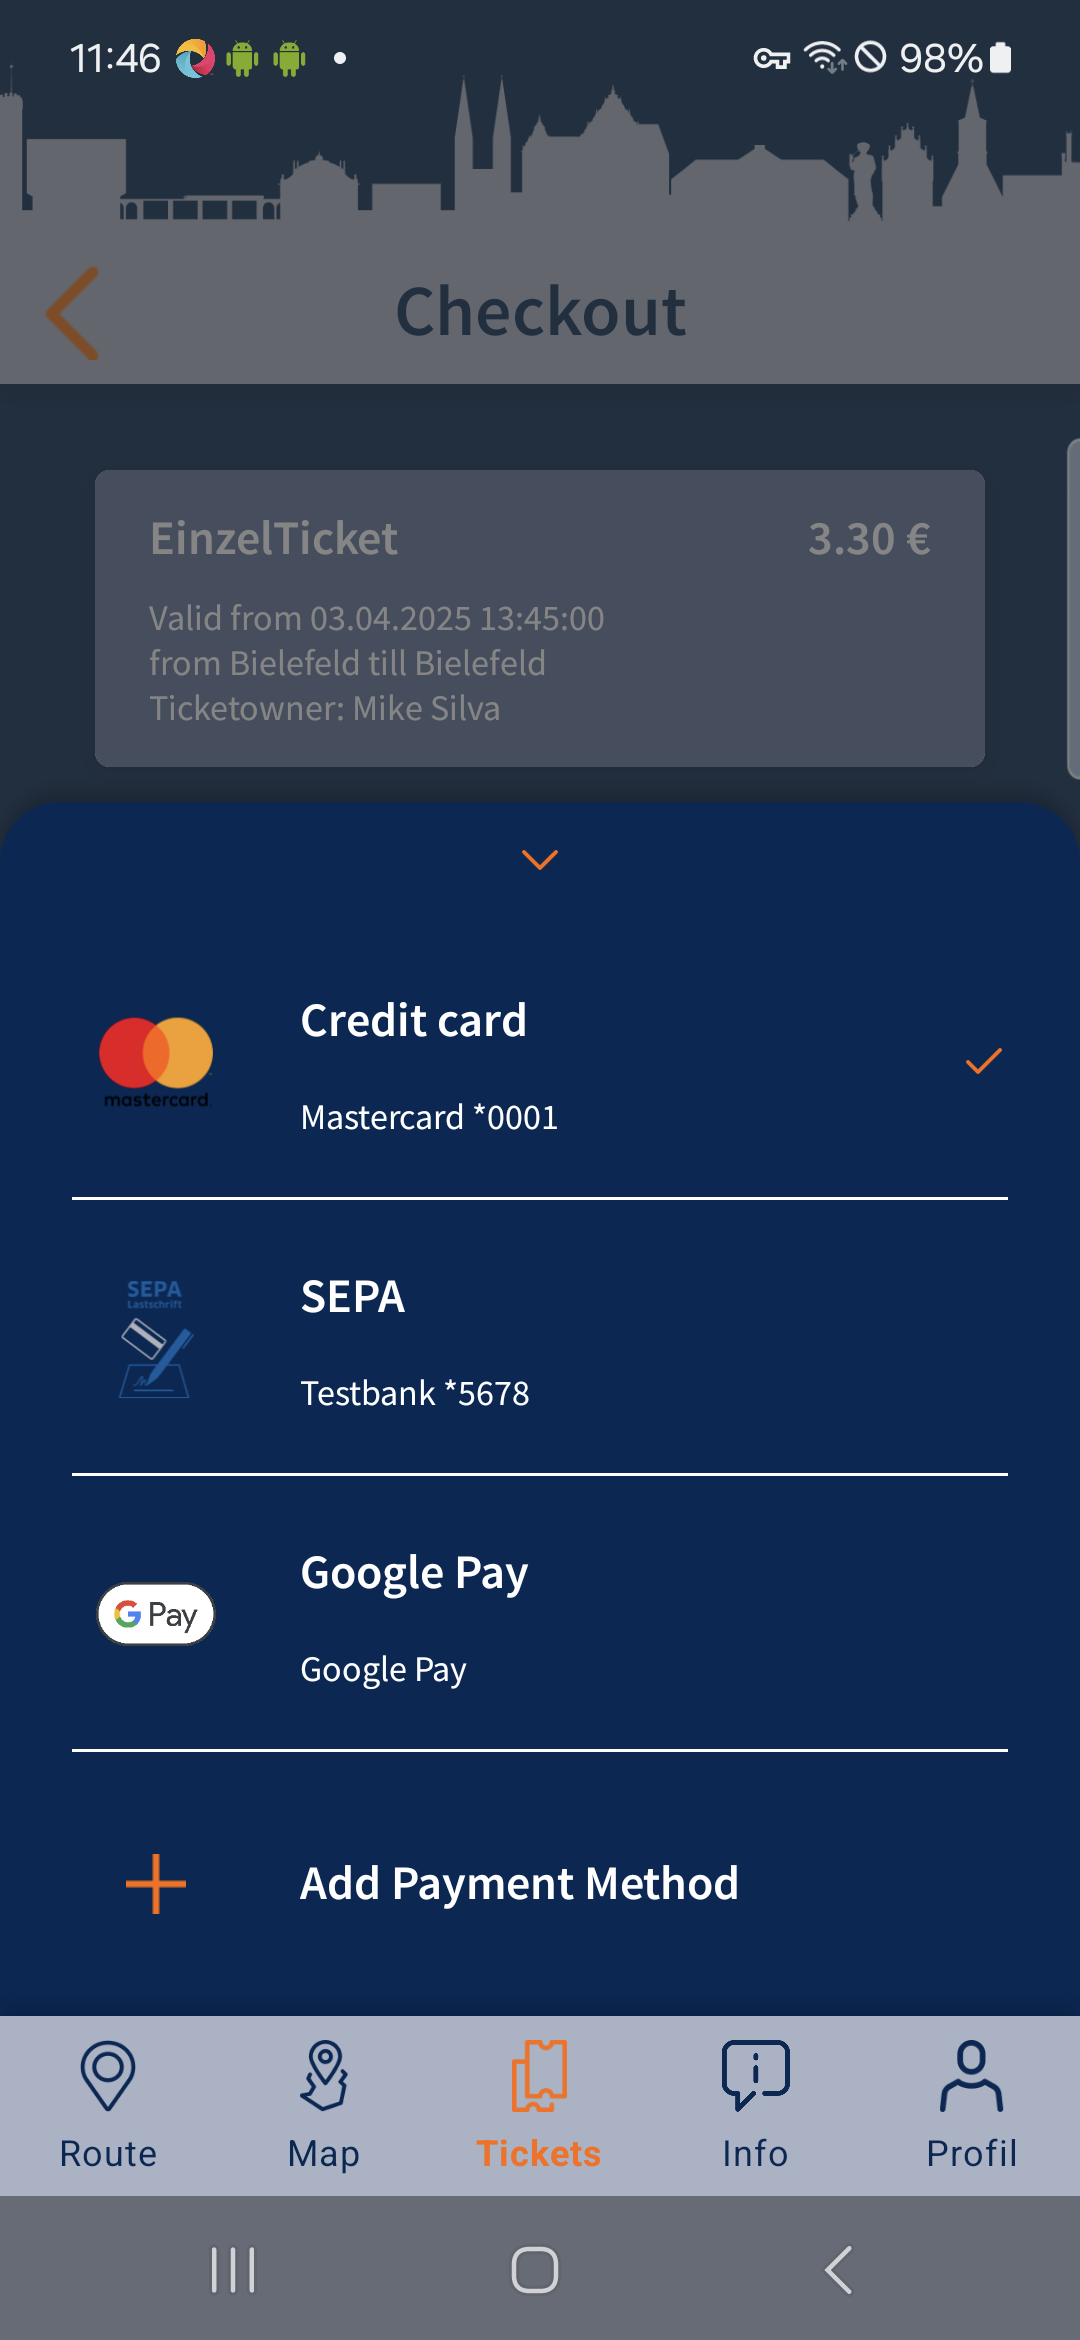 11:46
98%
Checkout
EinzelTicket 3.30 €
Valid from 03.04.2025 13:45:00
from Bielefeld till Bielefeld
Ticketowner: Mike Silva
Credit card
mastercard.
Mastercard *0001
SEPA
Lastschrift
SEPA
Testbank *5678
Google Pay
G Pay
Google Pay
Add Payment Method
Route Map Tickets Info Profil